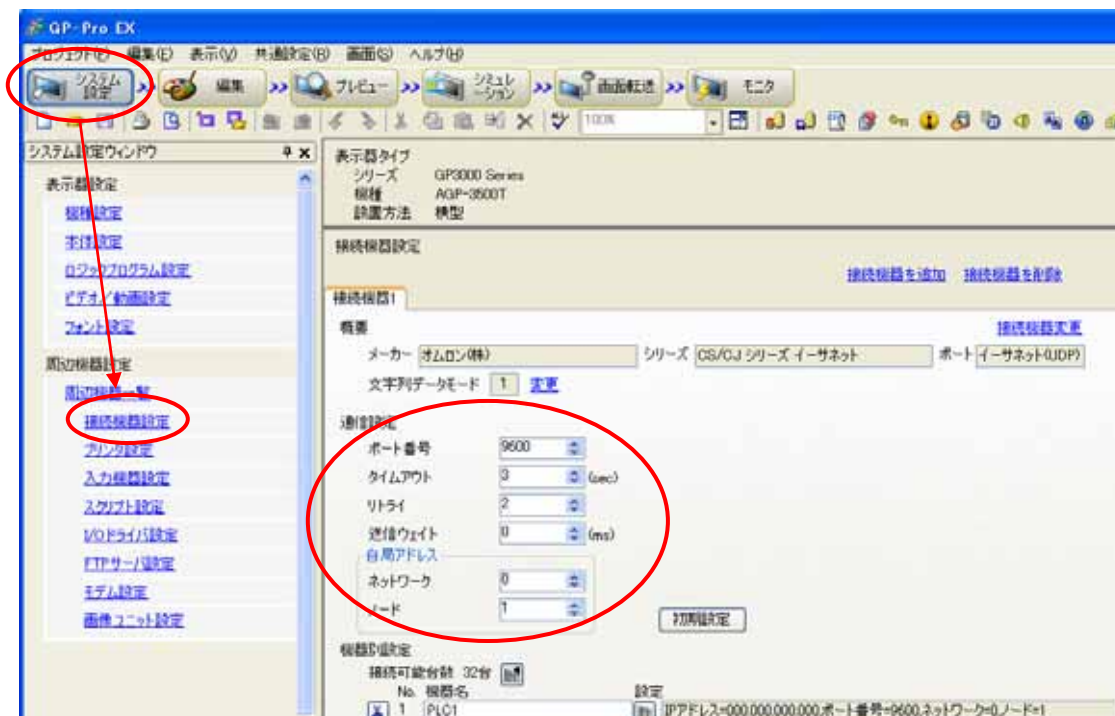 GP-Pro EX
プロジェクト(F) 編集(E) 表示(V) 共通設定(R) 画面(S) ヘルプ(H)
システム設定 編集 プレビュー シミュレーション 画面転送 モニタ
100%
システム設定ウィンドウ
表示器設定
機種設定
本体設定
ロジックプログラム設定
ビデオ/動画設定
フォント設定
周辺機器設定
周辺機器一覧
接続機器設定
プリンタ設定
入力機器設定
スクリプト設定
I/Oドライバ設定
FTPサーバ設定
モデム設定
画像ユニット設定
表示器タイプ
シリーズ GP3000 Series
機種 AGP-3500T
設置方法 横型
接続機器設定
接続機器を追加 接続機器を削除
接続機器1
概要
接続機器変更
メーカー オムロン(株) シリーズ CS/CJ シリーズ イーサネット ポート イーサネット(UDP)
文字列データモード 1 変更
通信設定
ポート番号 9600
タイムアウト 3 (sec)
リトライ 2
送信ウェイト 0 (ms)
自局アドレス
ネットワーク 0
ノード 1
初期設定
機器別設定
接続可能台数 32台
No. 機器名 設定
1 PLC1 IPアドレス=000.000.000.000,ポート番号=9600,ネットワーク=0,ノード=1